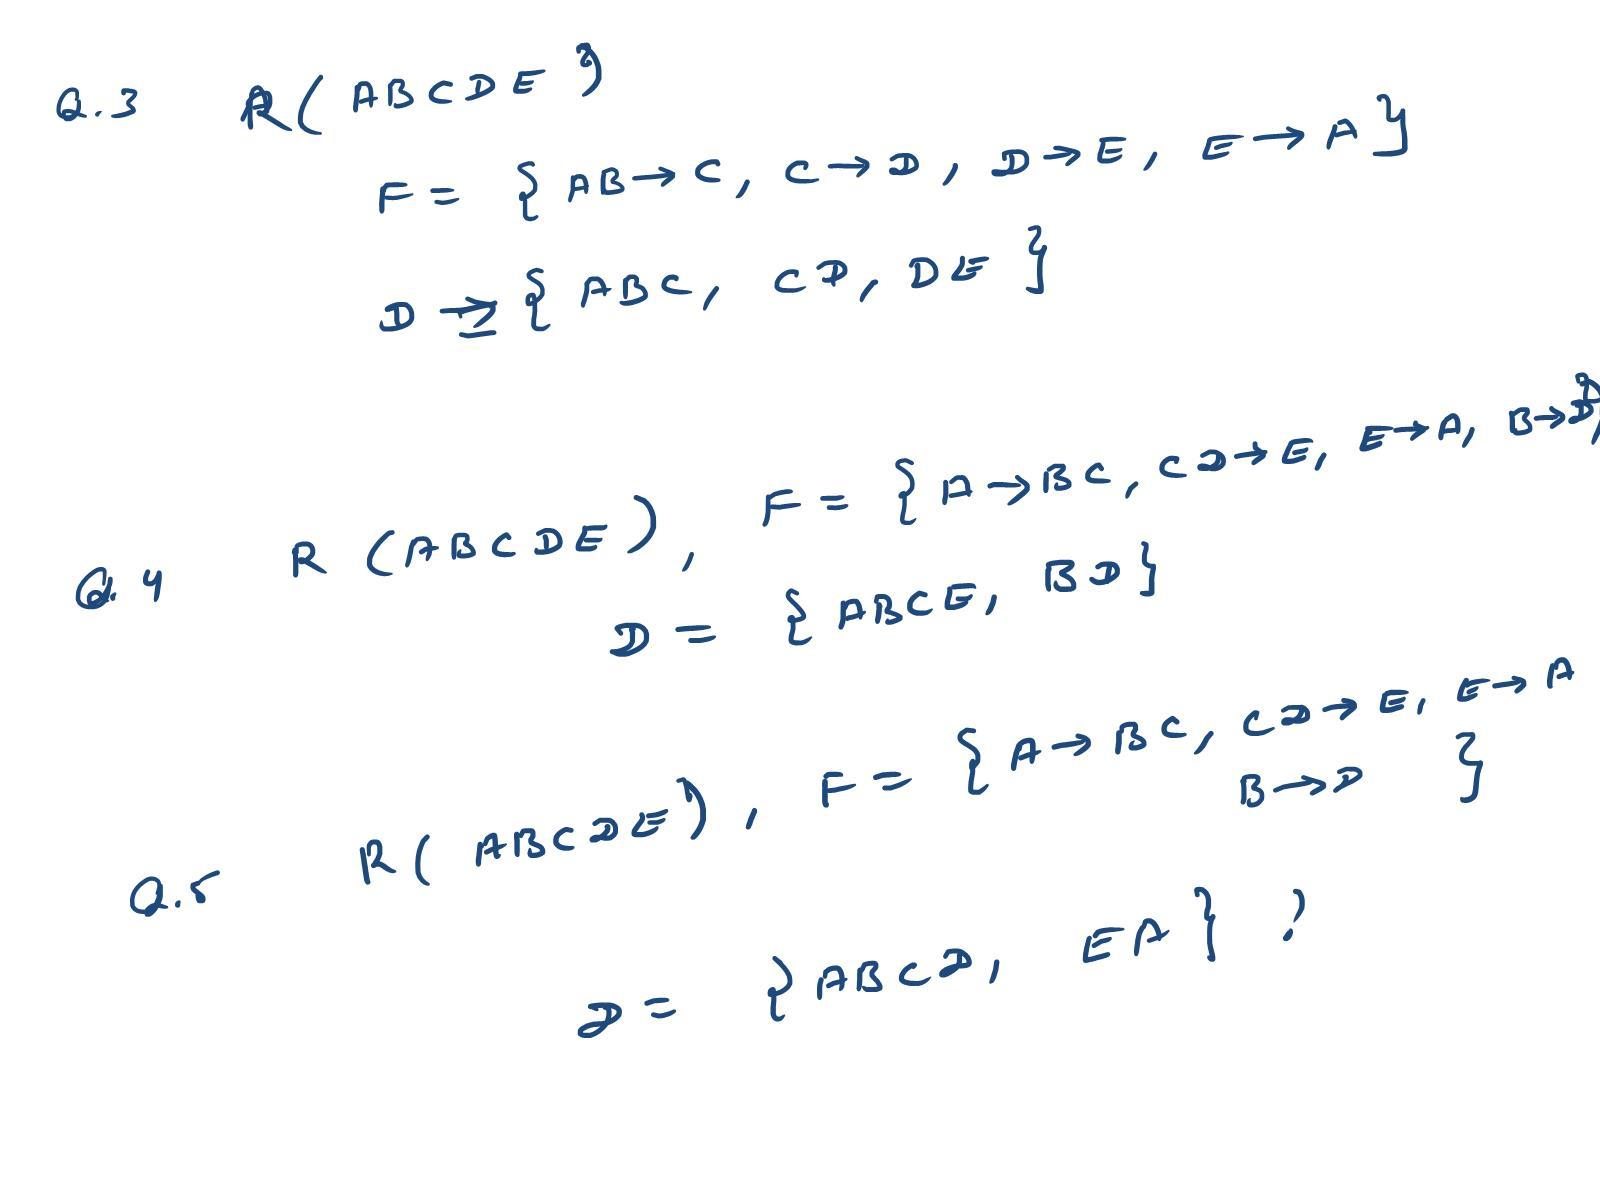 Q.3 R(ABCDE)
F = { AB→C, C→D, D→E, E→A}
D → { ABC, CD, DE }
Q.4 R (ABCDE), F = { A→BC, CD→E, E→A, B→D
D = { ABCE, BD}
Q.5 R( ABCDE), F = { A→BC, CD→E, E→A
B→D }
D = {ABCD, EA} ?